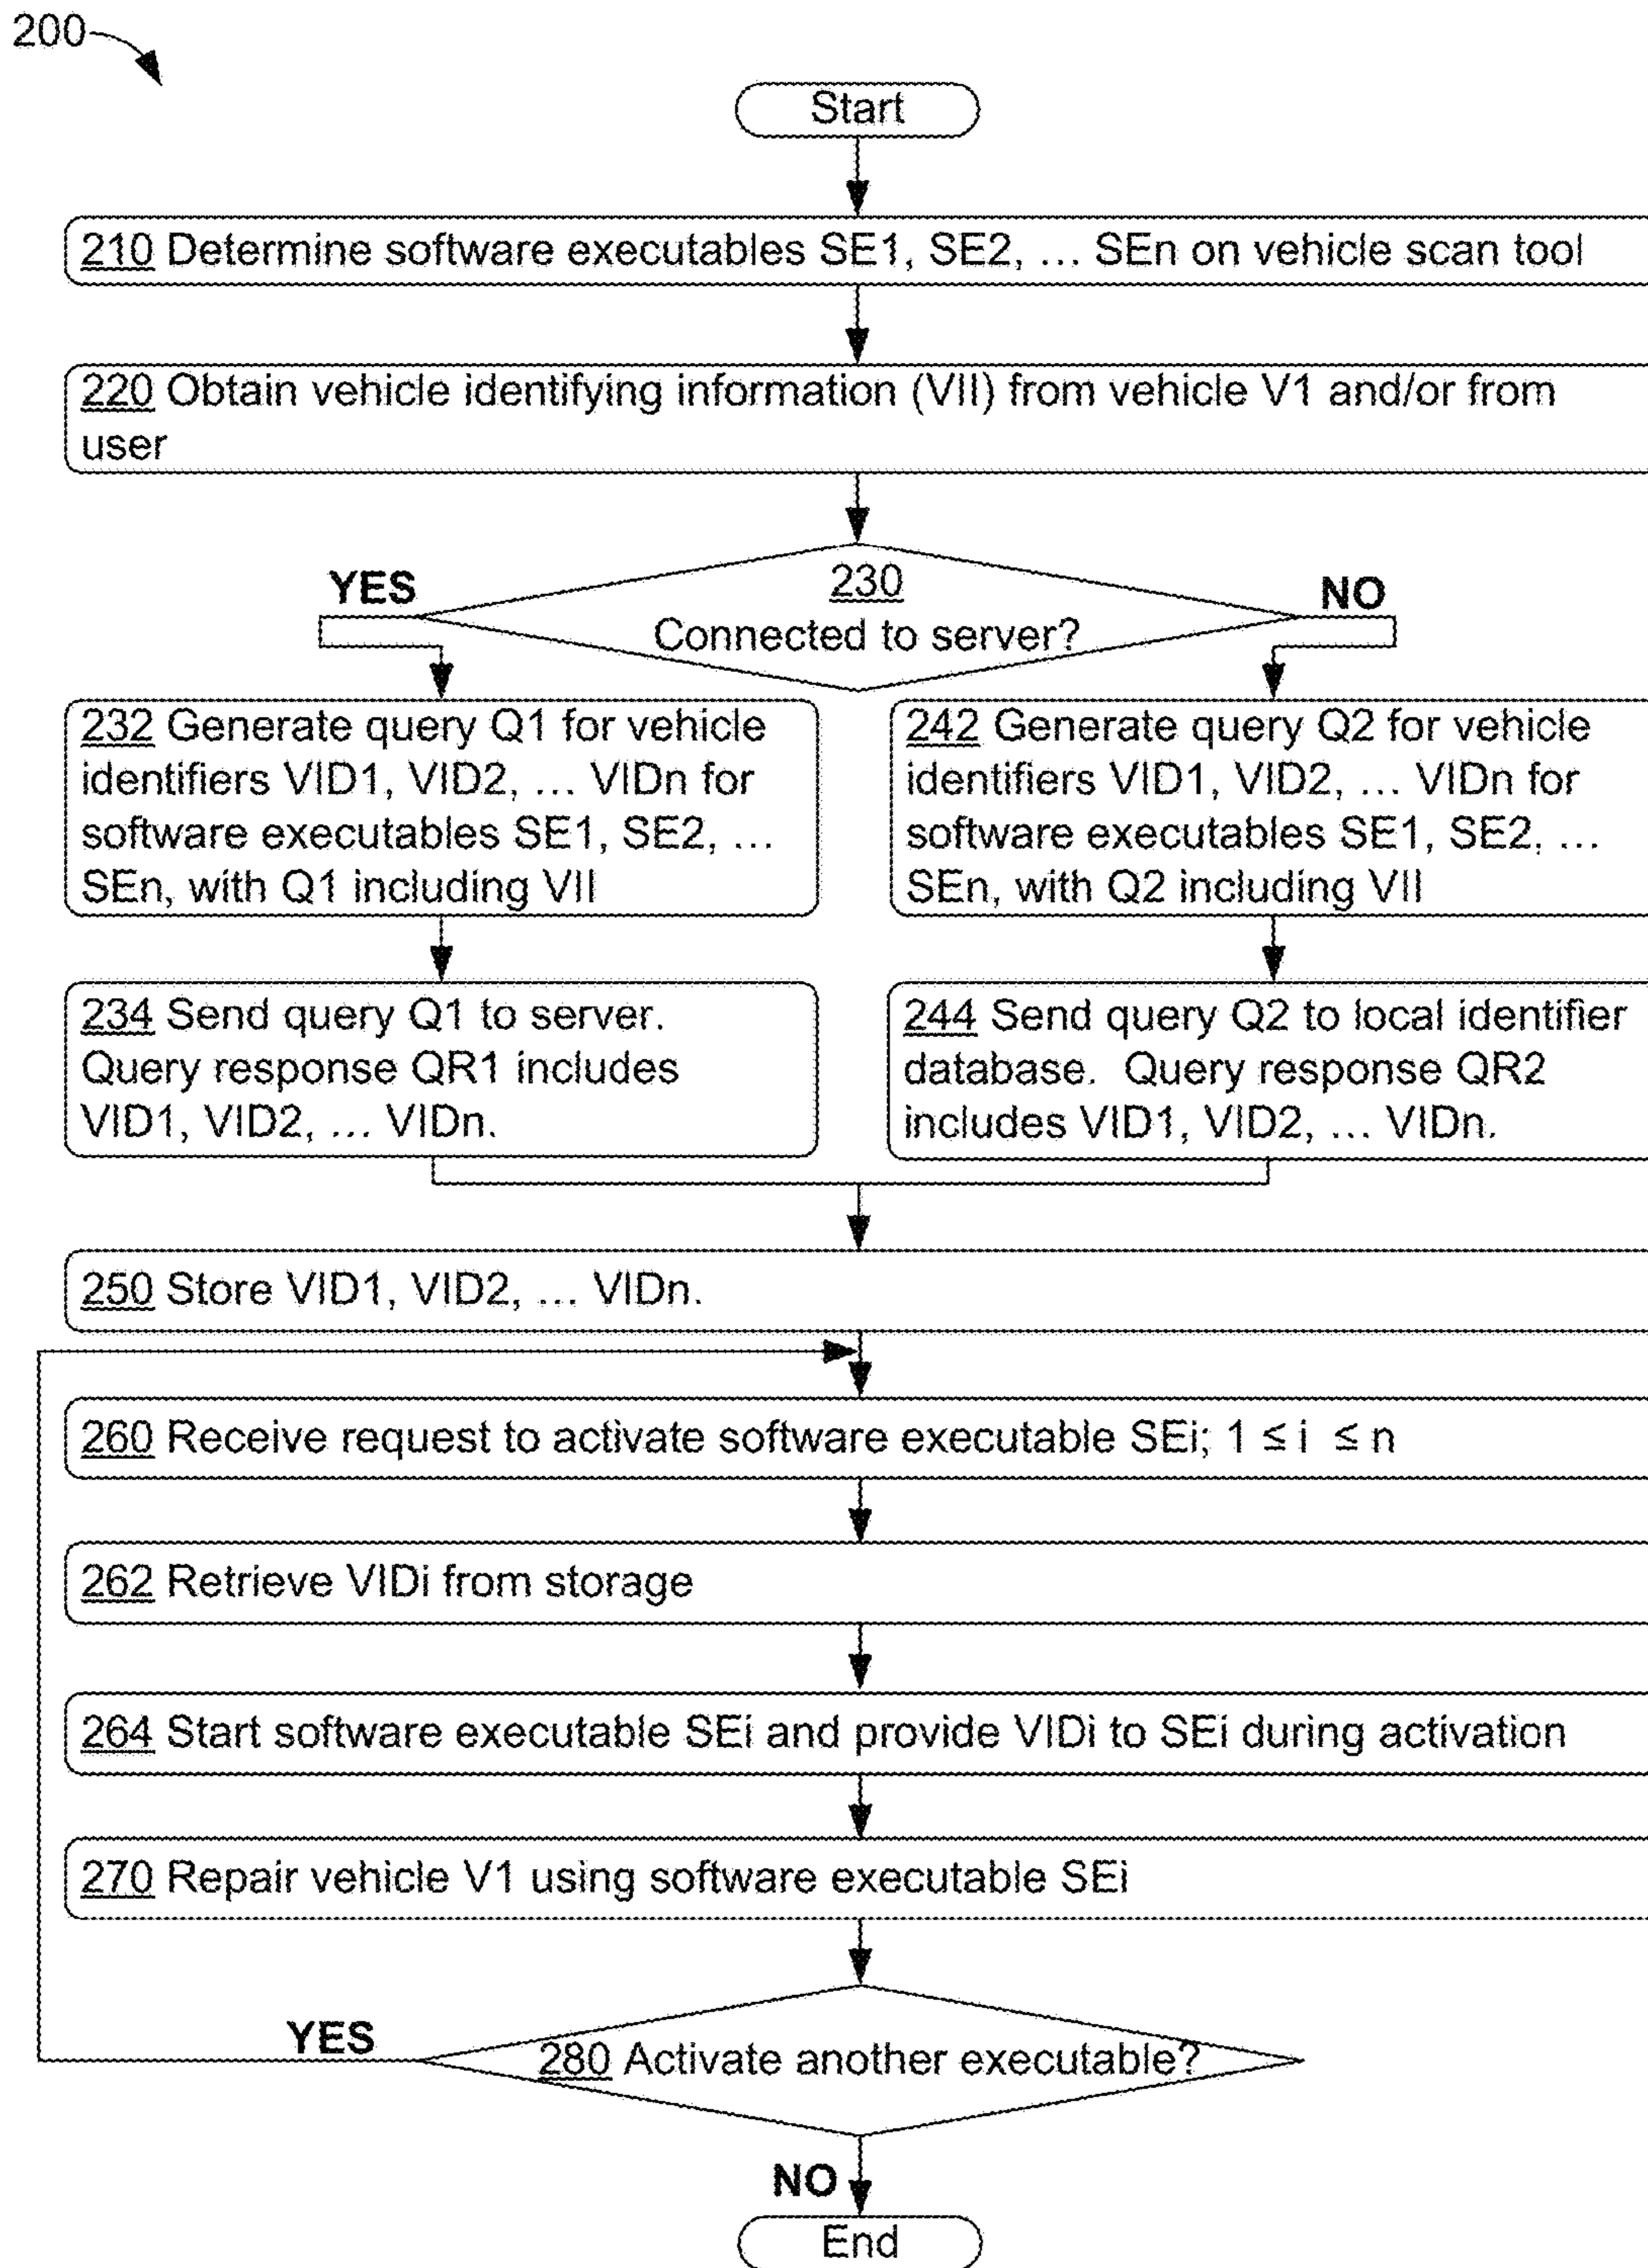 200
Start
210 Determine software executables SE1, SE2, ... SEn on vehicle scan tool
220 Obtain vehicle identifying information (VII) from vehicle V1 and/or from
user
230
YES
NO
Connected to server?
232 Generate query Q1 for vehicle
identifiers VID1, VID2, ... VIDn for
software executables SE1, SE2, ...
SEn, with Q1 including VII
242 Generate query Q2 for vehicle
identifiers VID1, VID2, ... VIDn for
software executables SE1, SE2, ...
SEn, with Q2 including VII
234 Send query Q1 to server.
Query response QR1 includes
VID1, VID2, ... VIDn.
244 Send query Q2 to local identifier
database. Query response QR2
includes VID1, VID2, ... VIDn.
250 Store VID1, VID2, ... VIDn.
260 Receive request to activate software executable SEi; 1 ≤ i ≤ n
262 Retrieve VIDi from storage
264 Start software executable SEi and provide VIDi to SEi during activation
270 Repair vehicle V1 using software executable SEi
YES
280 Activate another executable?
NO
End